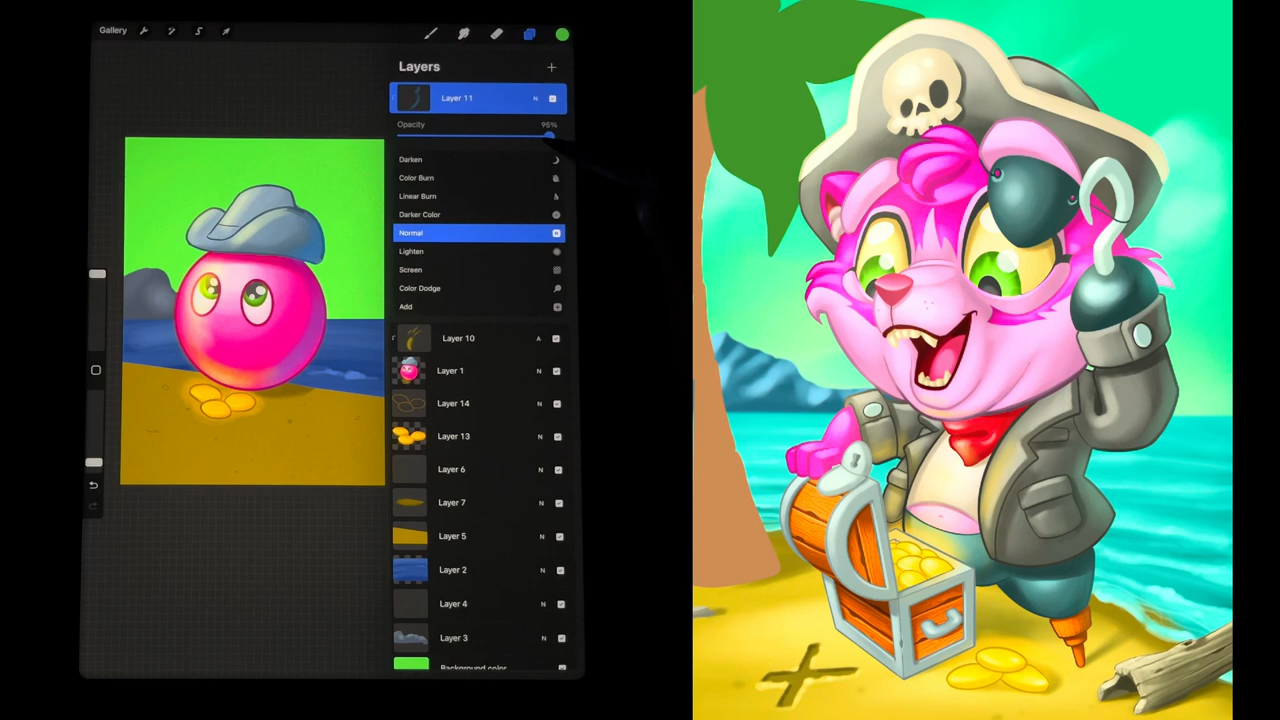 Gallery
Layers
Layer 11 N
Opacity 95%
Darken
Color Burn
Linear Burn
Darker Color
Normal N
Lighten
Screen
Color Dodge
Add
Layer 10 A
Layer 1 N
Layer 14 N
Layer 13 N
Layer 6 N
Layer 7 N
Layer 5 N
Layer 2 N
Layer 4 N
Layer 3 N
Background color